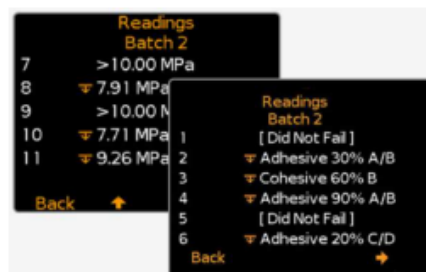 Readings
Batch 2
7 >10.00 MPa
8 7.91 MPa
9 >10.00 M
10 7.71 MPa
11 9.26 MPa
Back
Readings
Batch 2
1 [ Did Not Fail ]
2 Adhesive 30% A/B
3 Cohesive 60% B
4 Adhesive 90% A/B
5 [ Did Not Fail ]
6 Adhesive 20% C/D
Back